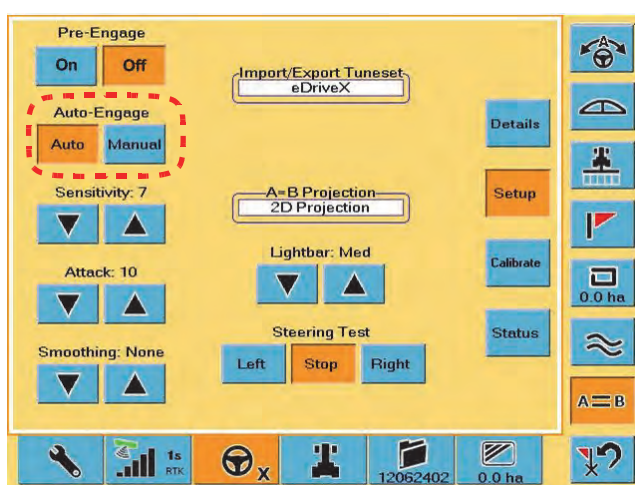 Pre-Engage
On
Off
Auto-Engage
Auto
Manual
Sensitivity: 7
Attack: 10
Smoothing: None
Import/Export Tuneset
eDriveX
A=B Projection
2D Projection
Lightbar: Med
Steering Test
Left
Stop
Right
Details
Setup
Calibrate
Status
A
0.0 ha
A=B
1s
RTK
X
12062402
0.0 ha